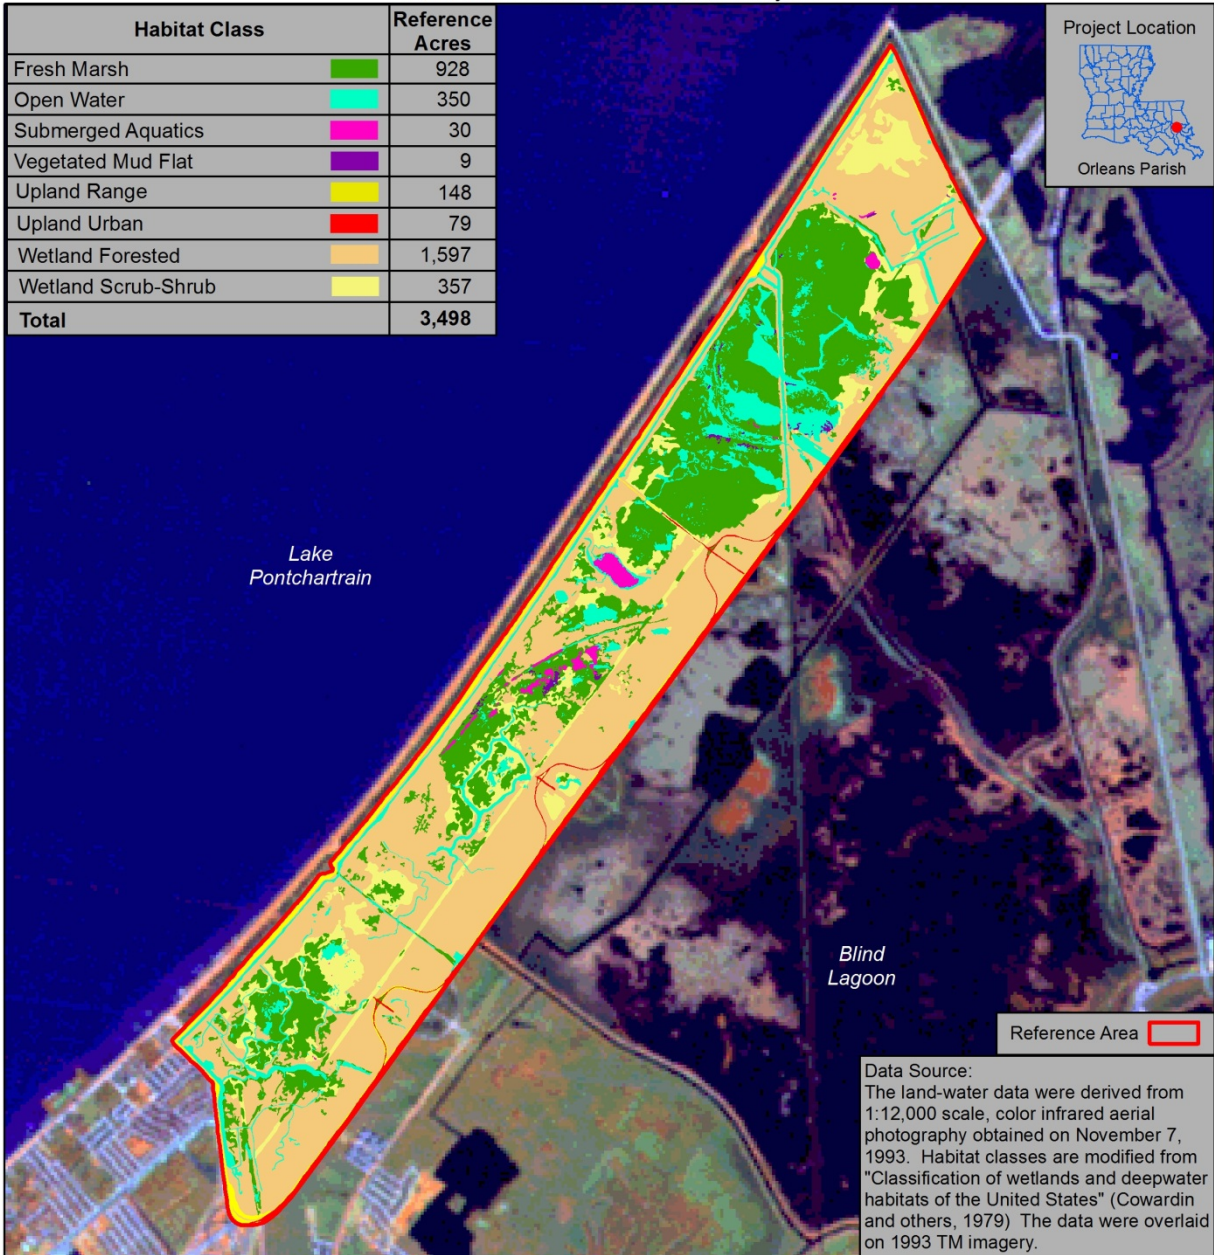 Habitat Class Reference Acres
Fresh Marsh 928
Open Water 350
Submerged Aquatics 30
Vegetated Mud Flat 9
Upland Range 148
Upland Urban 79
Wetland Forested 1,597
Wetland Scrub-Shrub 357
Total 3,498
Project Location
Orleans Parish
Lake
Pontchartrain
Blind
Lagoon
Reference Area
Data Source:
The land-water data were derived from
1:12,000 scale, color infrared aerial
photography obtained on November 7,
1993. Habitat classes are modified from
"Classification of wetlands and deepwater
habitats of the United States" (Cowardin
and others, 1979) The data were overlaid
on 1993 TM imagery.